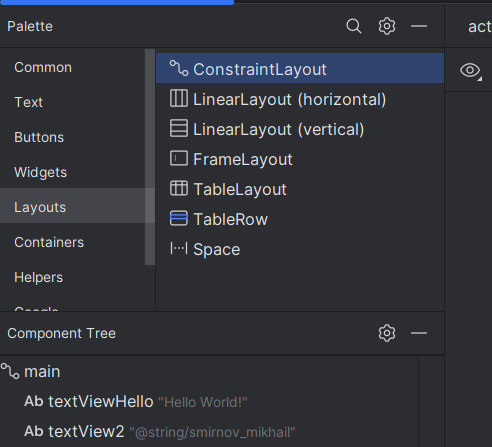 Palette
act
Common
Text
Buttons
Widgets
Layouts
Containers
Helpers
Google
ConstraintLayout
LinearLayout (horizontal)
LinearLayout (vertical)
FrameLayout
TableLayout
TableRow
Space
Component Tree
main
Ab textViewHello "Hello World!"
Ab textView2 "@string/smirnov_mikhail"